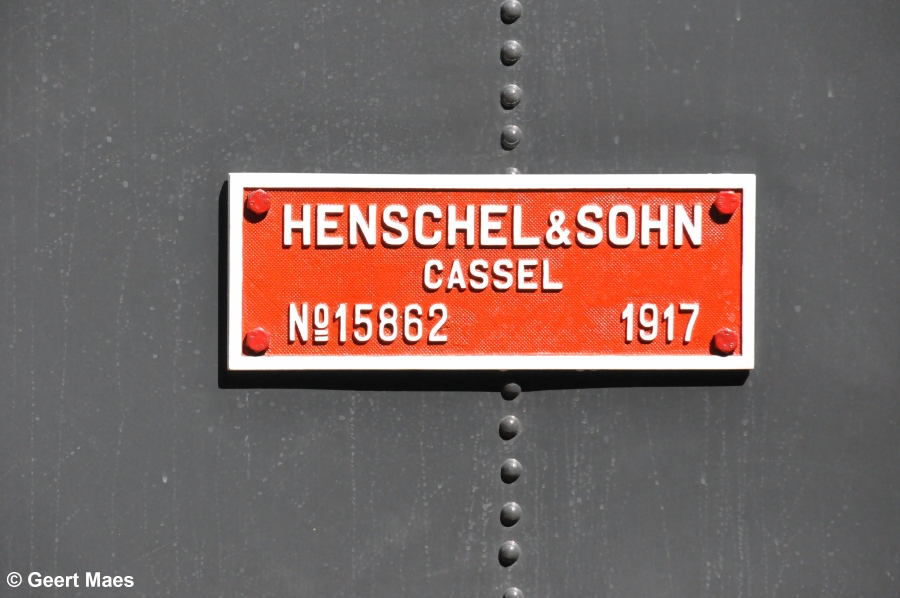 HENSCHEL&SOHN
CASSEL
Nº15862 1917
© Geert Maes